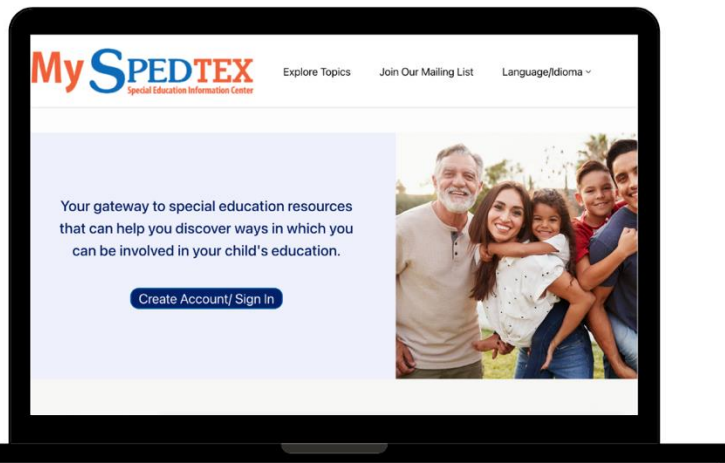 My SPEDTEX
Special Education Information Center
Explore Topics
Join Our Mailing List
Language/Idioma
Your gateway to special education resources
that can help you discover ways in which you
can be involved in your child's education.
Create Account/ Sign In